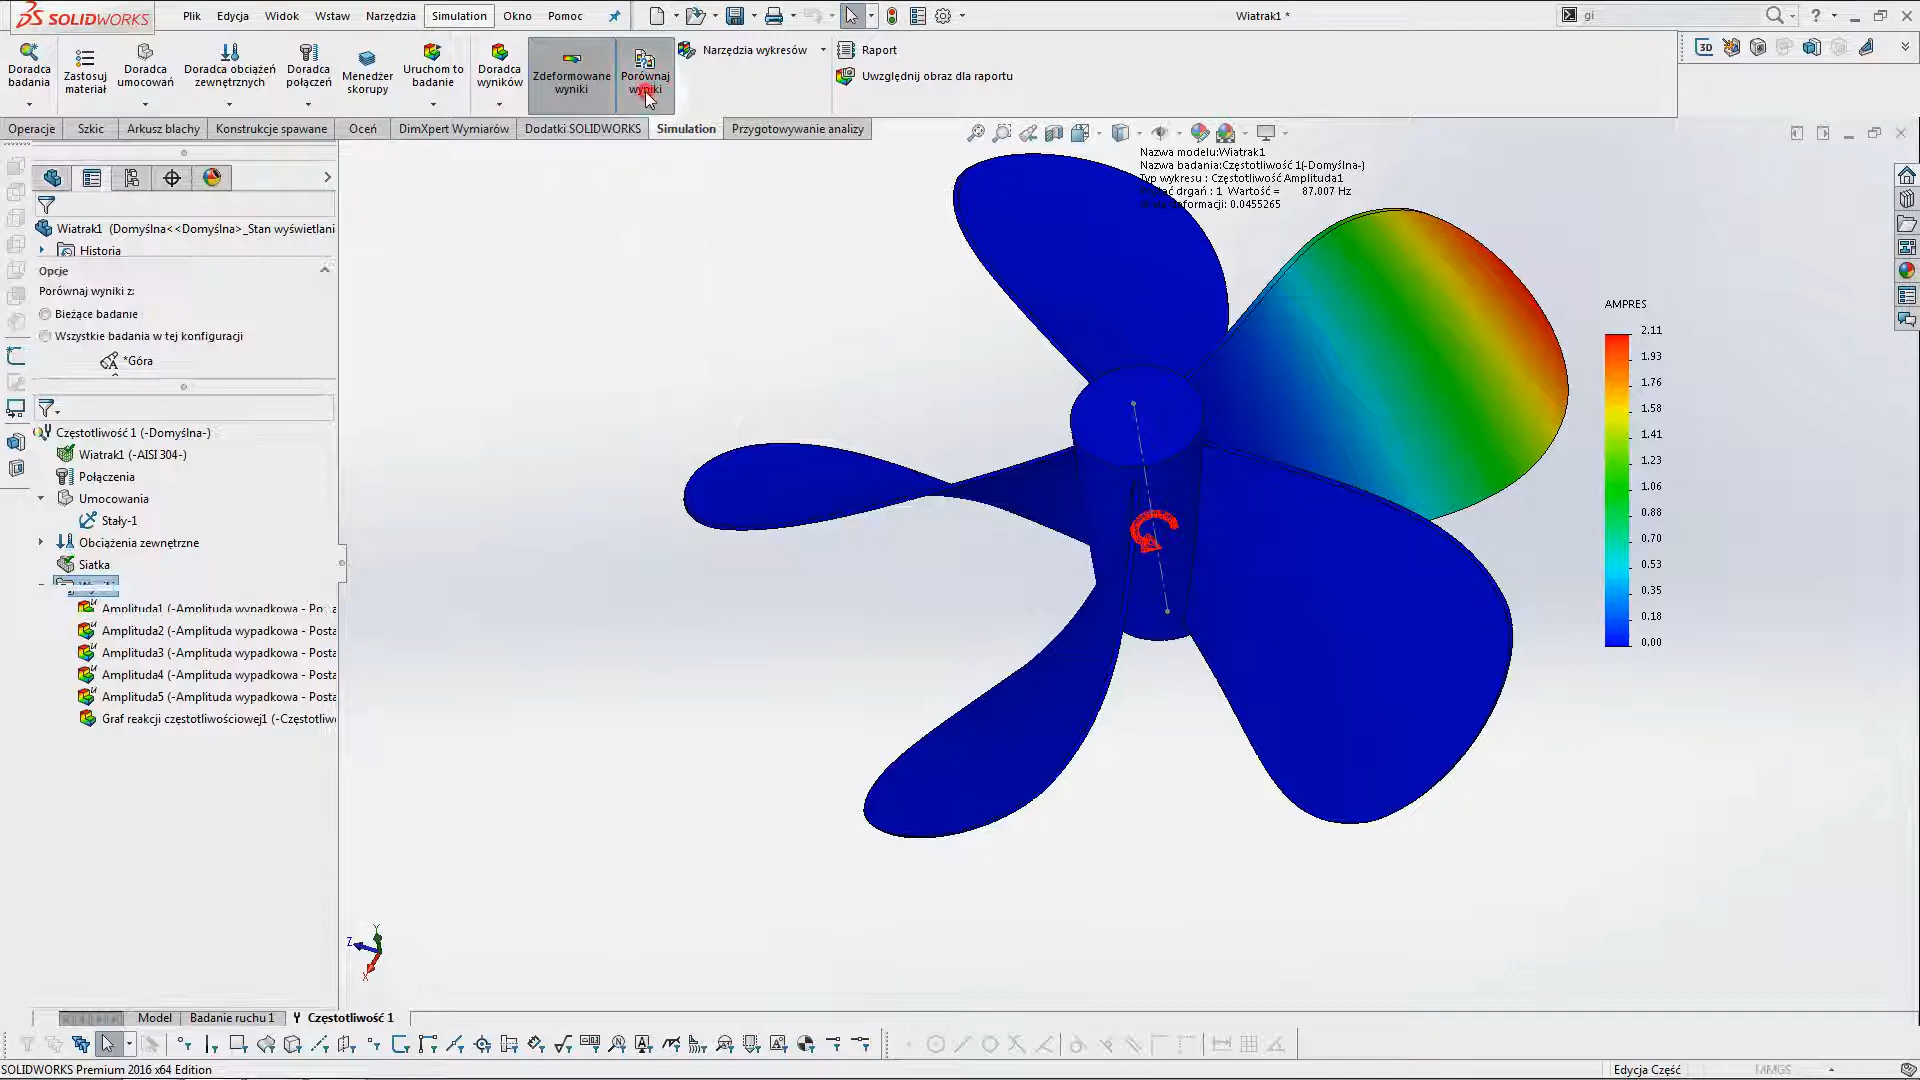 SOLIDWORKS
Plik Edycja Widok Wstaw Narzędzia Simulation Okno Pomoc
Wiatrak1 *
gi
Doradca badania
Zastosuj materiał
Doradca umocowań
Doradca obciążeń zewnętrznych
Doradca połączeń
Menedżer skorupy
Uruchom to badanie
Doradca wyników
Zdeformowane wyniki
Porównaj wyniki
Narzędzia wykresów
Raport
Uwzględnij obraz dla raportu
Operacje Szkic Arkusz blachy Konstrukcje spawane Oceń DimXpert Wymiarów Dodatki SOLIDWORKS Simulation Przygotowywanie analizy
Nazwa modelu:Wiatrak1
Nazwa badania:Częstotliwość 1(-Domyślna-)
Typ wykresu : Częstotliwość Amplituda1
drgań : 1 Wartość = 87.007 Hz
deformacji: 0.0455265
Wiatrak1 (Domyślna<<Domyślna>_Stan wyświetlani
Historia
Opcje
Porównaj wyniki z:
Bieżące badanie
Wszystkie badania w tej konfiguracji
*Góra
Częstotliwość 1 (-Domyślna-)
Wiatrak1 (-AISI 304-)
Połączenia
Umocowania
Stały-1
Obciążenia zewnętrzne
Siatka
Amplituda1 (-Amplituda wypadkowa - Po
Amplituda2 (-Amplituda wypadkowa - Posta
Amplituda3 (-Amplituda wypadkowa - Posta
Amplituda4 (-Amplituda wypadkowa - Posta
Amplituda5 (-Amplituda wypadkowa - Posta
Graf reakcji częstotliwościowej1 (-Częstotliw
AMPRES
2.11
1.93
1.76
1.58
1.41
1.23
1.06
0.88
0.70
0.53
0.35
0.18
0.00
Y
Z
X
Model Badanie ruchu 1 Częstotliwość 1
SOLIDWORKS Premium 2016 x64 Edition
Edycja Część
MMGS